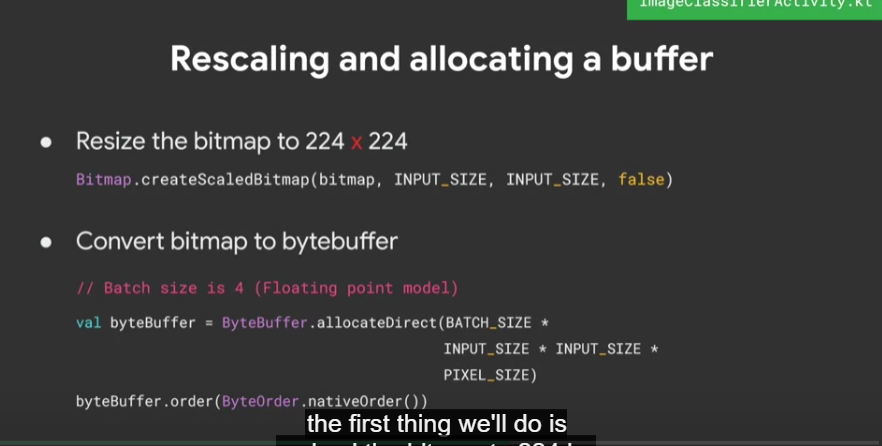 ImageClassifierActivity.kt
Rescaling and allocating a buffer
● Resize the bitmap to 224 x 224
Bitmap.createScaledBitmap(bitmap, INPUT_SIZE, INPUT_SIZE, false)
● Convert bitmap to bytebuffer
// Batch size is 4 (Floating point model)
val byteBuffer = ByteBuffer.allocateDirect(BATCH_SIZE *
INPUT_SIZE * INPUT_SIZE *
PIXEL_SIZE)
byteBuffer.order(ByteOrder.nativeOrder())
the first thing we'll do is